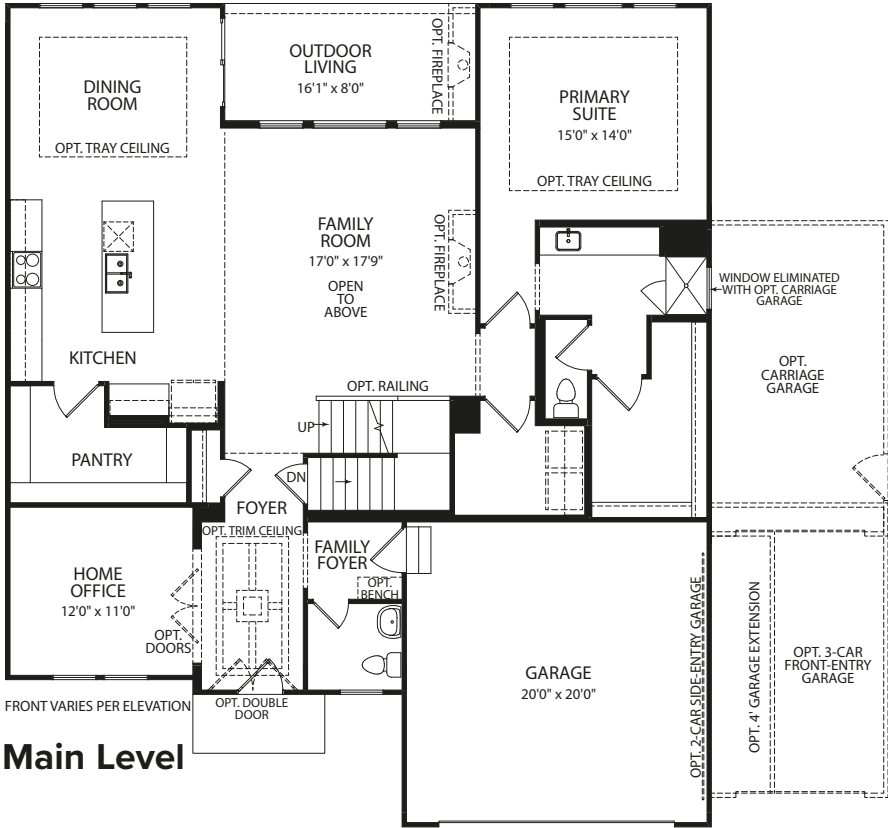 DINING
ROOM
OPT. TRAY CEILING
OUTDOOR
LIVING
16'1" x 8'0"
OPT. FIREPLACE
PRIMARY
SUITE
15'0" x 14'0"
OPT. TRAY CEILING
FAMILY
ROOM
17'0" x 17'9"
OPEN
TO
ABOVE
OPT. FIREPLACE
WINDOW ELIMINATED
WITH OPT. CARRIAGE
GARAGE
KITCHEN
OPT. RAILING
OPT.
CARRIAGE
GARAGE
UP
PANTRY
DN
FOYER
OPT. TRIM CEILING
FAMILY
FOYER
OPT.
BENCH
HOME
OFFICE
12'0" x 11'0"
OPT.
DOORS
GARAGE
20'0" x 20'0"
OPT. 2-CAR SIDE-ENTRY GARAGE
OPT. 4' GARAGE EXTENSION
OPT. 3-CAR
FRONT-ENTRY
GARAGE
FRONT VARIES PER ELEVATION
OPT. DOUBLE
DOOR
Main Level